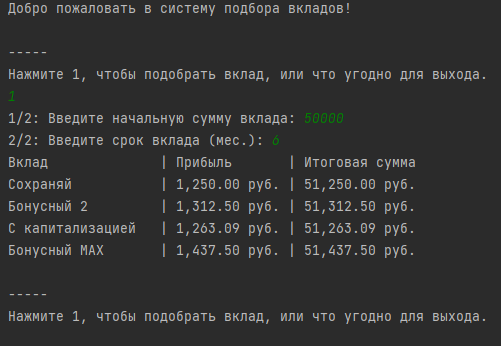 Добро пожаловать в систему подбора вкладов!
-----
Нажмите 1, чтобы подобрать вклад, или что угодно для выхода.
1
1/2: Введите начальную сумму вклада: 50000
2/2: Введите срок вклада (мес.): 6
Вклад | Прибыль | Итоговая сумма
Сохраняй | 1,250.00 руб. | 51,250.00 руб.
Бонусный 2 | 1,312.50 руб. | 51,312.50 руб.
С капитализацией | 1,263.09 руб. | 51,263.09 руб.
Бонусный MAX | 1,437.50 руб. | 51,437.50 руб.
-----
Нажмите 1, чтобы подобрать вклад, или что угодно для выхода.